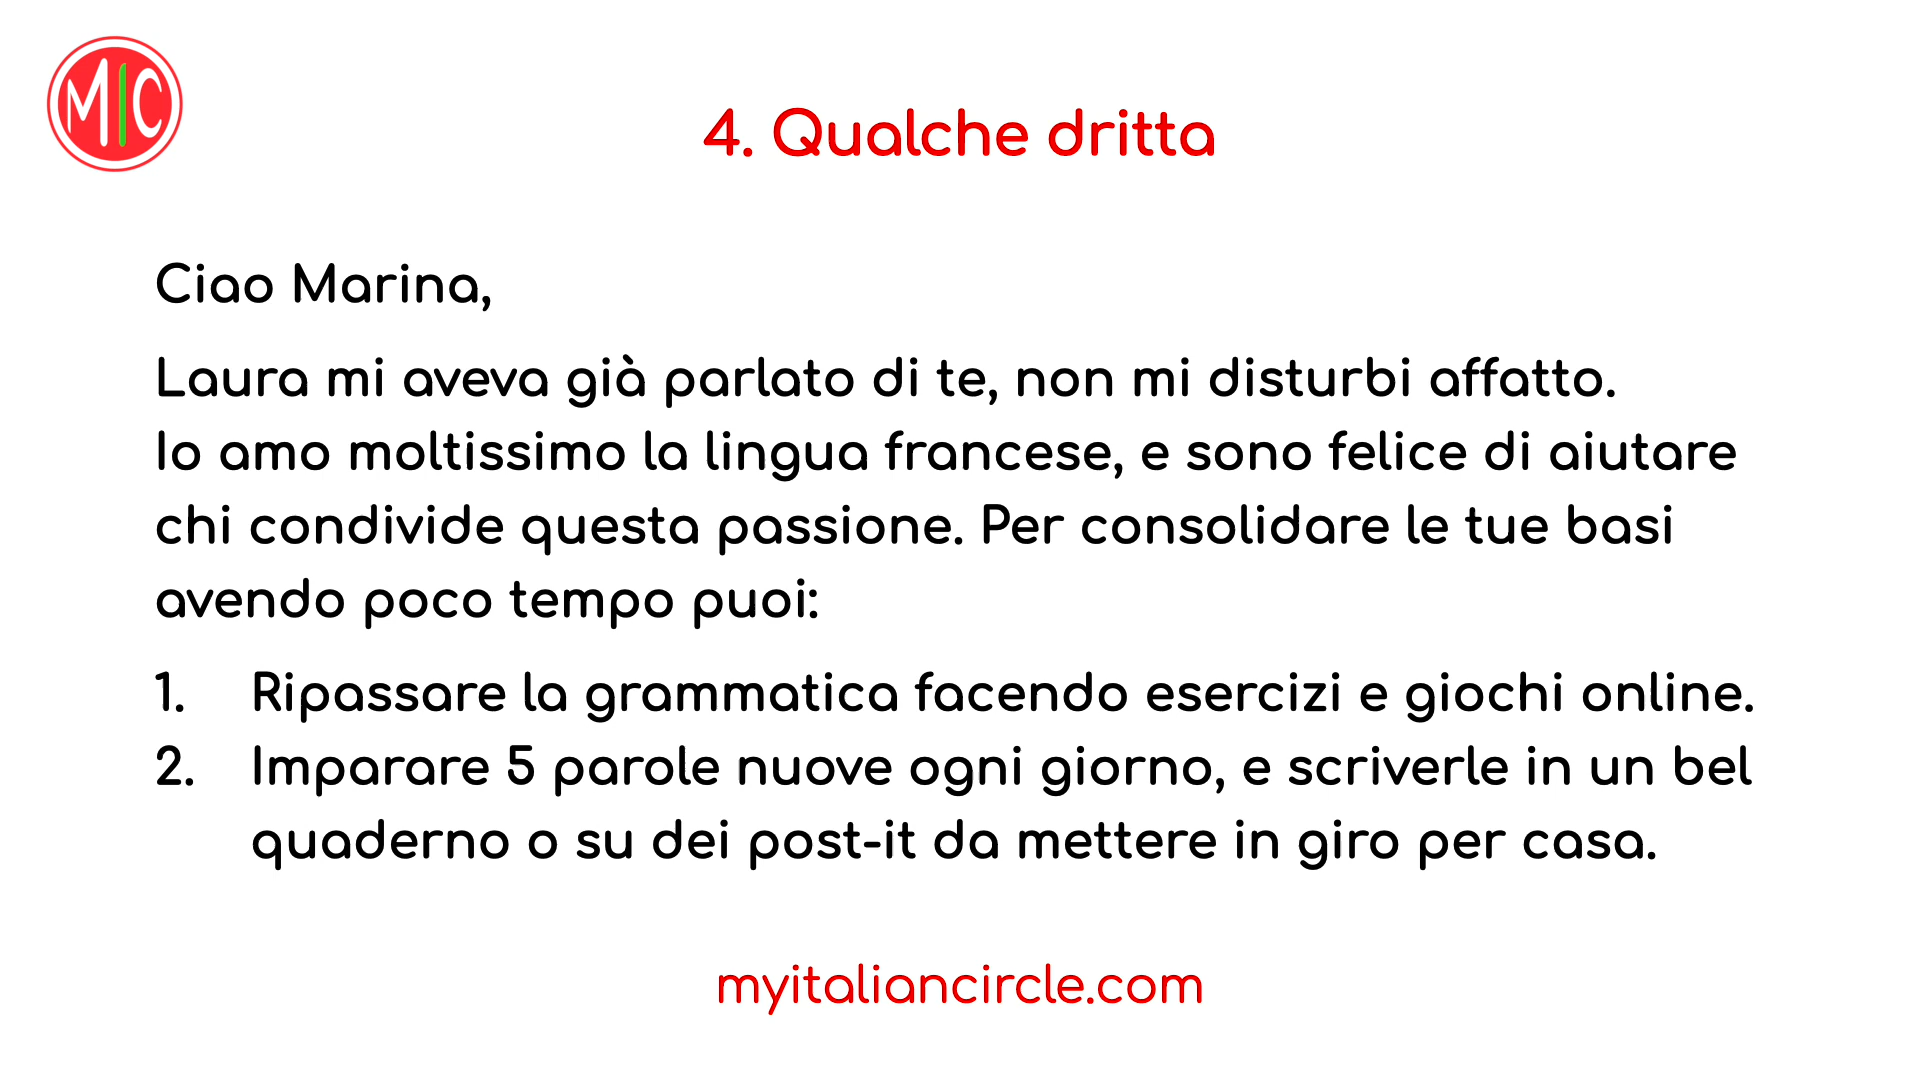 MIC
4. Qualche dritta
Ciao Marina,
Laura mi aveva già parlato di te, non mi disturbi affatto.
Io amo moltissimo la lingua francese, e sono felice di aiutare
chi condivide questa passione. Per consolidare le tue basi
avendo poco tempo puoi:
1. Ripassare la grammatica facendo esercizi e giochi online.
2. Imparare 5 parole nuove ogni giorno, e scriverle in un bel
quaderno o su dei post-it da mettere in giro per casa.
myitaliancircle.com